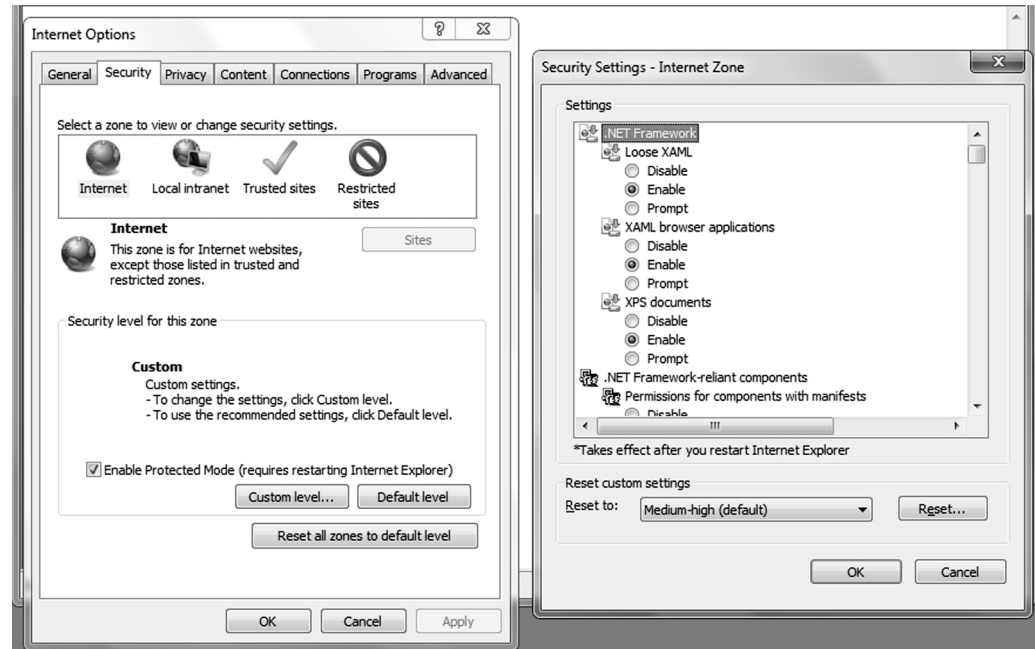 Internet Options
General Security Privacy Content Connections Programs Advanced
Select a zone to view or change security settings.
Internet Local intranet Trusted sites Restricted sites
Internet
This zone is for Internet websites,
except those listed in trusted and
restricted zones.
Sites
Security level for this zone
Custom
Custom settings.
- To change the settings, click Custom level.
- To use the recommended settings, click Default level.
Enable Protected Mode (requires restarting Internet Explorer)
Custom level... Default level
Reset all zones to default level
OK Cancel Apply
Security Settings - Internet Zone
Settings
.NET Framework
Loose XAML
Disable
Enable
Prompt
XAML browser applications
Disable
Enable
Prompt
XPS documents
Disable
Enable
Prompt
.NET Framework-reliant components
Permissions for components with manifests
Disable
*Takes effect after you restart Internet Explorer
Reset custom settings
Reset to: Medium-high (default) Reset...
OK Cancel